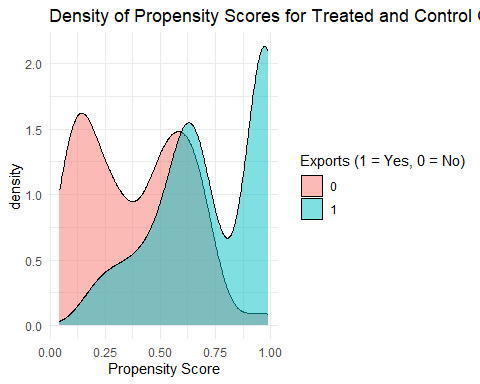 Density of Propensity Scores for Treated and Control
density
2.0
1.5
1.0
0.5
0.0
0.00 0.25 0.50 0.75 1.00
Propensity Score
Exports (1 = Yes, 0 = No)
0
1